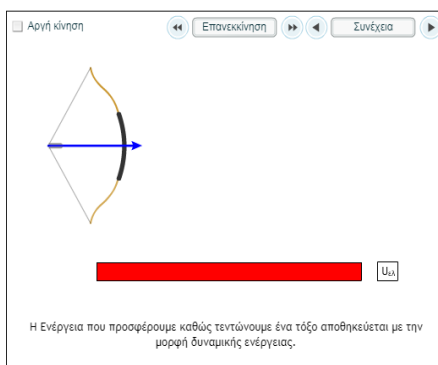 Αργή κίνηση Επανεκκίνηση Συνέχεια
Uελ
Η Ενέργεια που προσφέρουμε καθώς τεντώνουμε ένα τόξο αποθηκεύεται με την
μορφή δυναμικής ενέργειας.